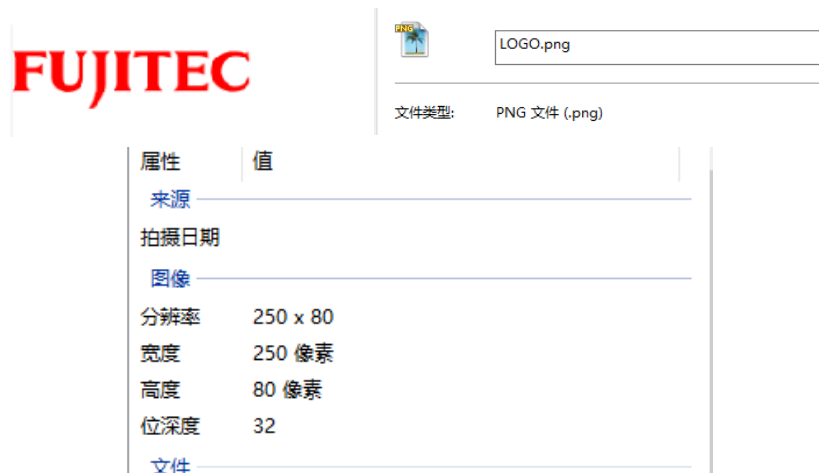 FUJITEC
PNG
LOGO.png
文件类型: PNG 文件 (.png)
属性 值
来源
拍摄日期
图像
分辨率 250 x 80
宽度 250 像素
高度 80 像素
位深度 32
文件